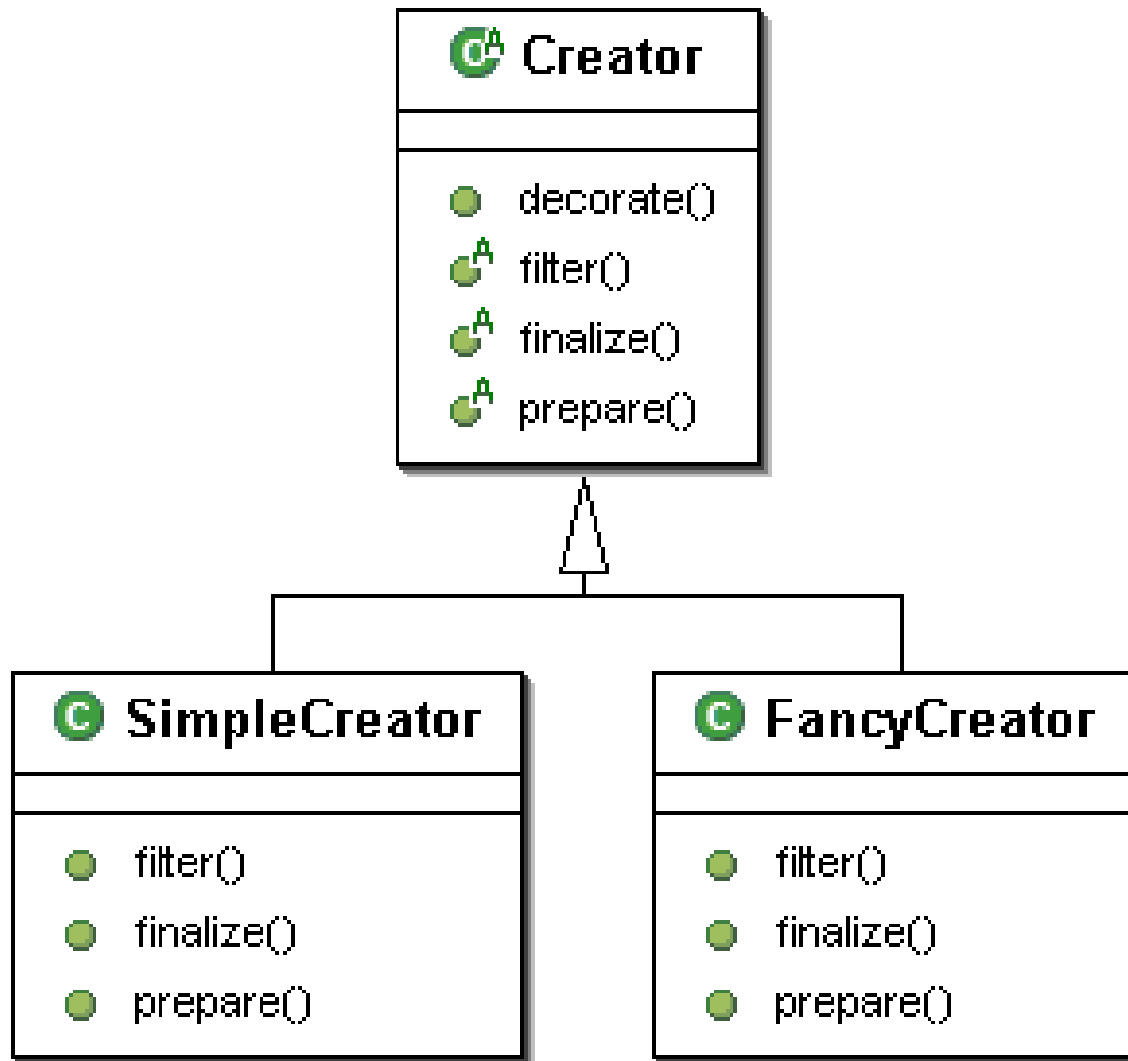 Creator
decorate()
filter()
finalize()
prepare()
SimpleCreator
filter()
finalize()
prepare()
FancyCreator
filter()
finalize()
prepare()